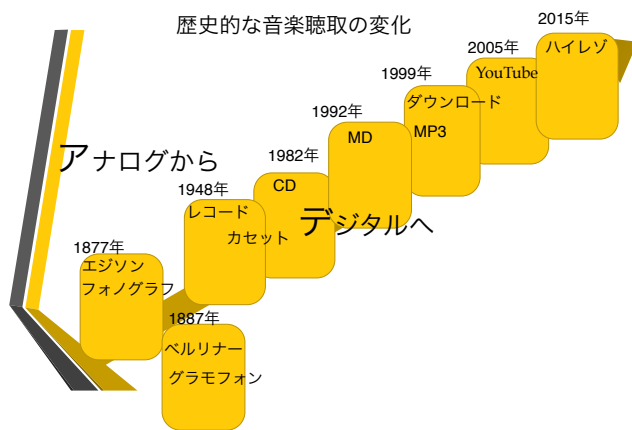 歴史的な音楽聴取の変化
アナログから
デジタルへ
1877年
エジソン
フォノグラフ
1887年
ベルリナー
グラモフォン
1948年
レコード
カセット
1982年
CD
1992年
MD
1999年
ダウンロード
MP3
2005年
YouTube
2015年
ハイレゾ